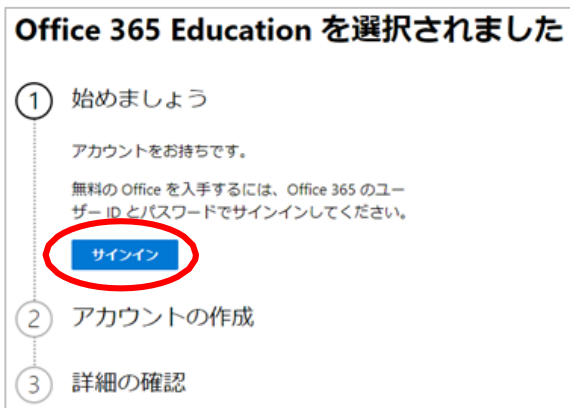 Office 365 Education を選択されました
1 始めましょう
アカウントをお持ちです。
無料の Office を入手するには、Office 365 のユー
ザー ID とパスワードでサインインしてください。
サインイン
2 アカウントの作成
3 詳細の確認